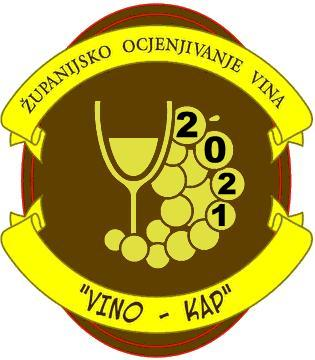 ŽUPANIJSKO OCJENJIVANJE VINA
2021
"VINO - KAP"